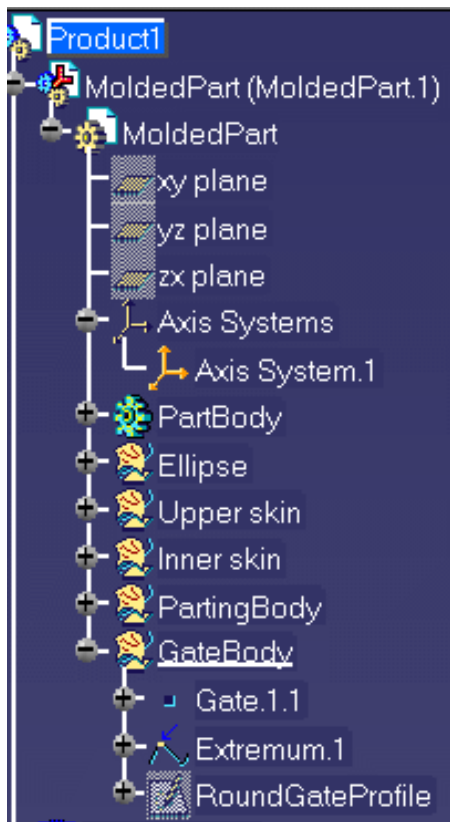 Product1
MoldedPart (MoldedPart.1)
MoldedPart
xy plane
yz plane
zx plane
Axis Systems
Axis System.1
PartBody
Ellipse
Upper skin
Inner skin
PartingBody
GateBody
Gate.1.1
Extremum.1
RoundGateProfile